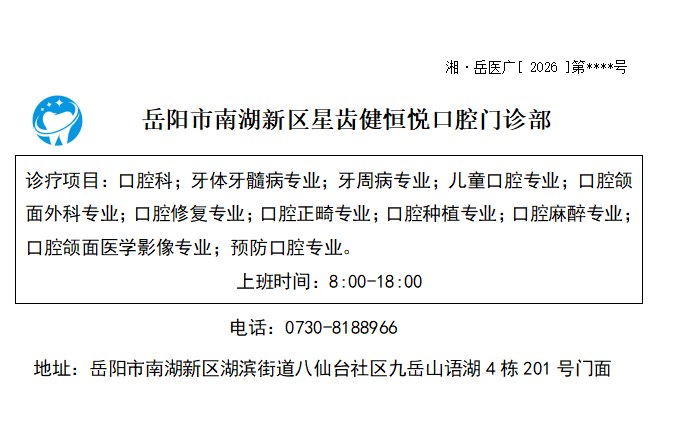 湘·岳医广[ 2026 ]第****号
岳阳市南湖新区星齿健恒悦口腔门诊部
诊疗项目：口腔科；牙体牙髓病专业；牙周病专业；儿童口腔专业；口腔颌
面外科专业；口腔修复专业；口腔正畸专业；口腔种植专业；口腔麻醉专业；
口腔颌面医学影像专业；预防口腔专业。
上班时间：8:00-18:00
电话：0730-8188966
地址：岳阳市南湖新区湖滨街道八仙台社区九岳山语湖 4 栋 201 号门面